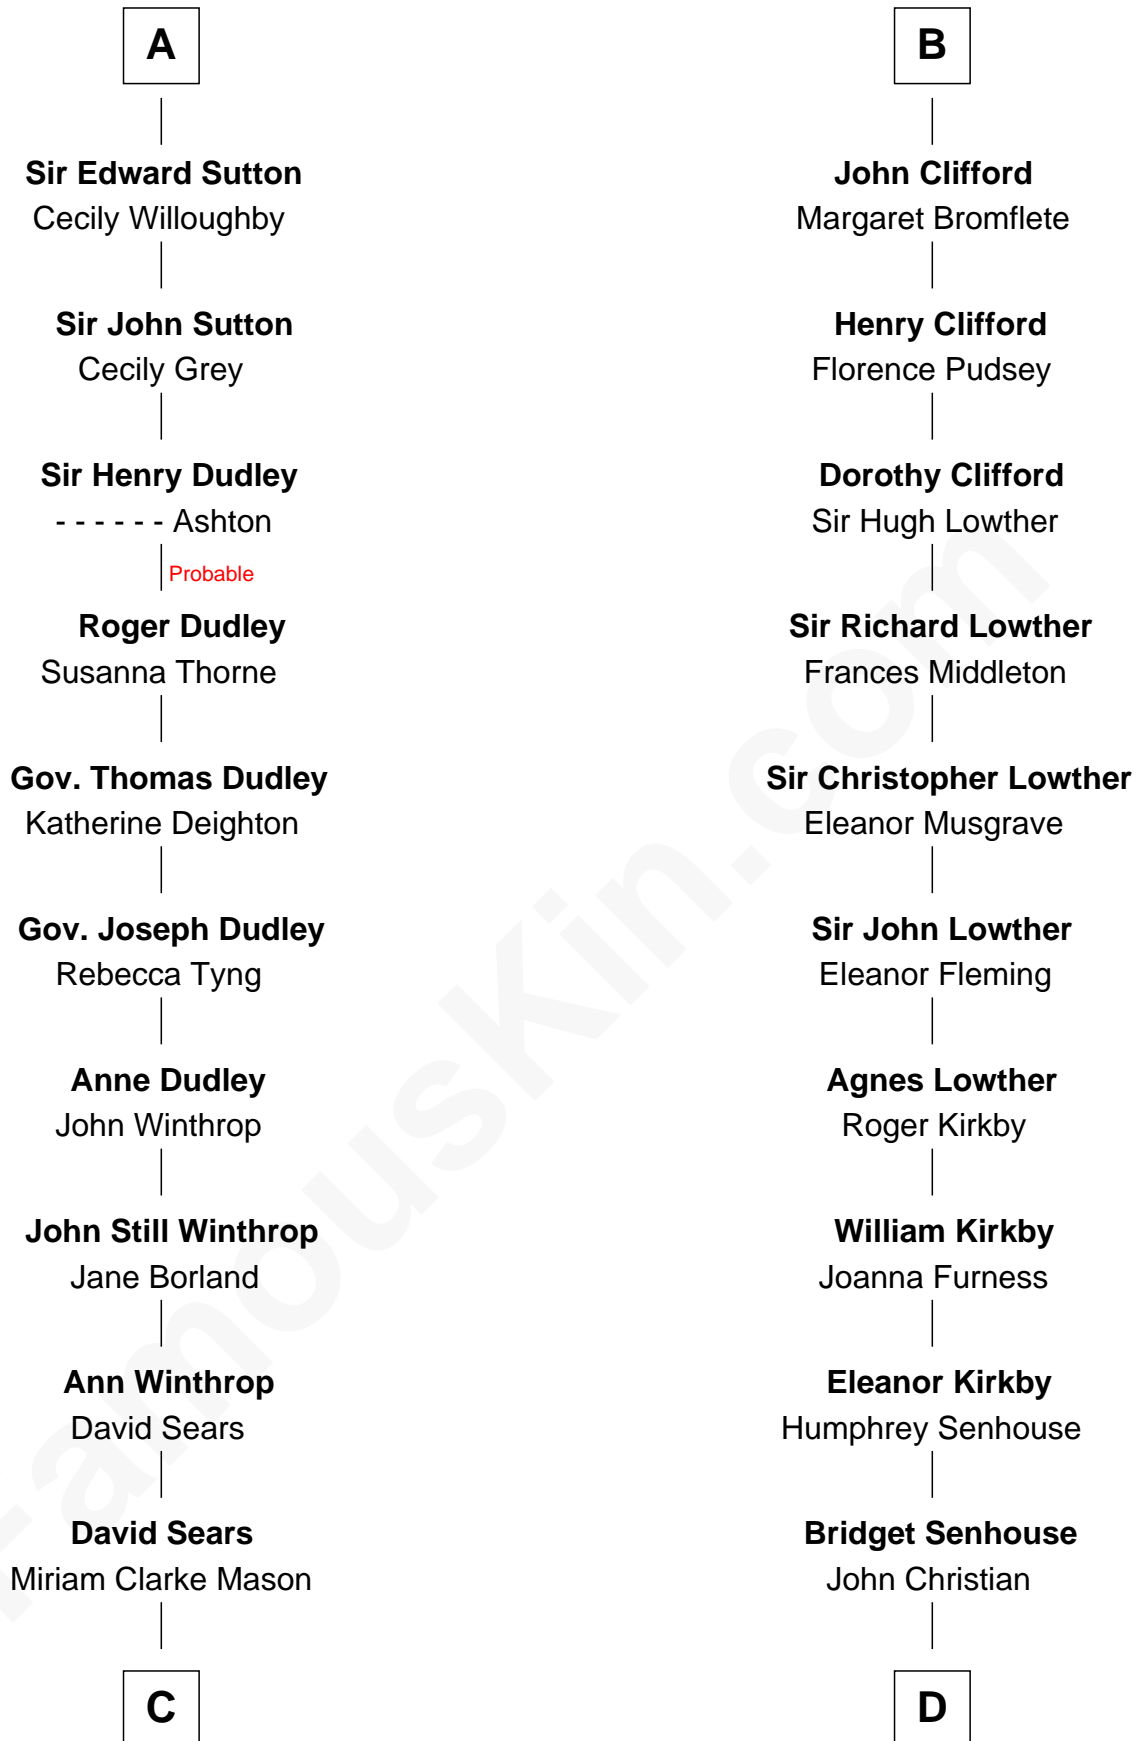 A
Sir Edward Sutton
Cecily Willoughby
Sir John Sutton
Cecily Grey
Sir Henry Dudley
- - - - - - Ashton
Probable
Roger Dudley
Susanna Thorne
Gov. Thomas Dudley
Katherine Deighton
Gov. Joseph Dudley
Rebecca Tyng
Anne Dudley
John Winthrop
John Still Winthrop
Jane Borland
Ann Winthrop
David Sears
David Sears
Miriam Clarke Mason
C
B
John Clifford
Margaret Bromflete
Henry Clifford
Florence Pudsey
Dorothy Clifford
Sir Hugh Lowther
Sir Richard Lowther
Frances Middleton
Sir Christopher Lowther
Eleanor Musgrave
Sir John Lowther
Eleanor Fleming
Agnes Lowther
Roger Kirkby
William Kirkby
Joanna Furness
Eleanor Kirkby
Humphrey Senhouse
Bridget Senhouse
John Christian
D
FamousKin.com